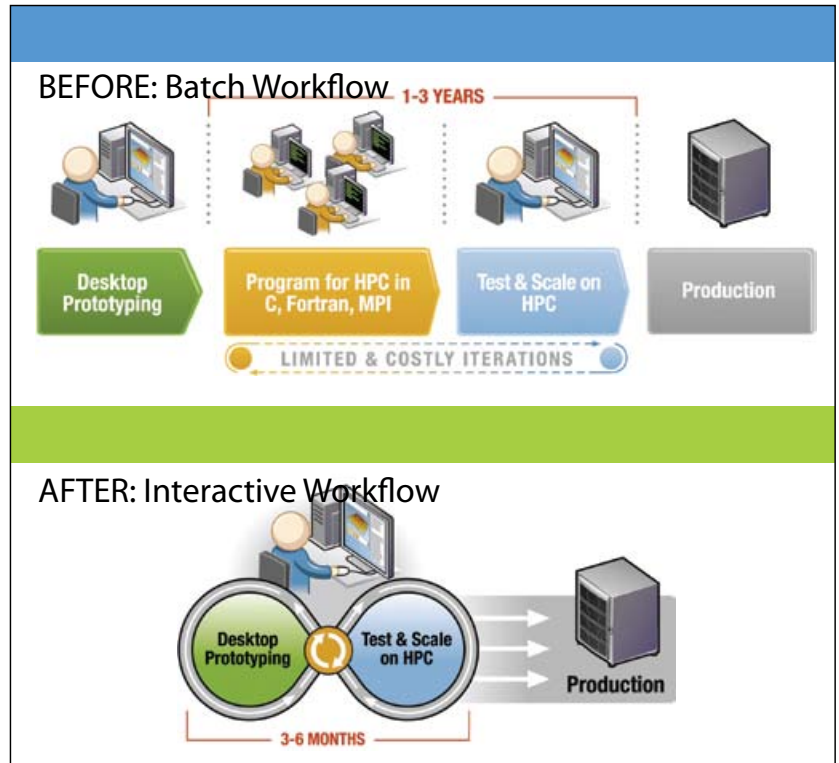 BEFORE: Batch Workflow
1-3 YEARS
Desktop
Prototyping
Program for HPC in
C, Fortran, MPI
Test & Scale on
HPC
Production
LIMITED & COSTLY ITERATIONS
AFTER: Interactive Workflow
Desktop
Prototyping
Test & Scale
on HPC
Production
3-6 MONTHS